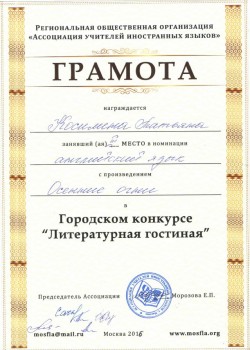 Региональная общественная организация
«Ассоциация учителей иностранных языков»
ГРАМОТА
награждается
занявший (ая) 2 МЕСТО в номинации
английский язык
с произведением
Осенние огни
в
Городском конкурсе
“Литературная гостиная”
Председатель Ассоциации Морозова Е.П.
mosfla@mail.ru Москва 2016 www.mosfla.org